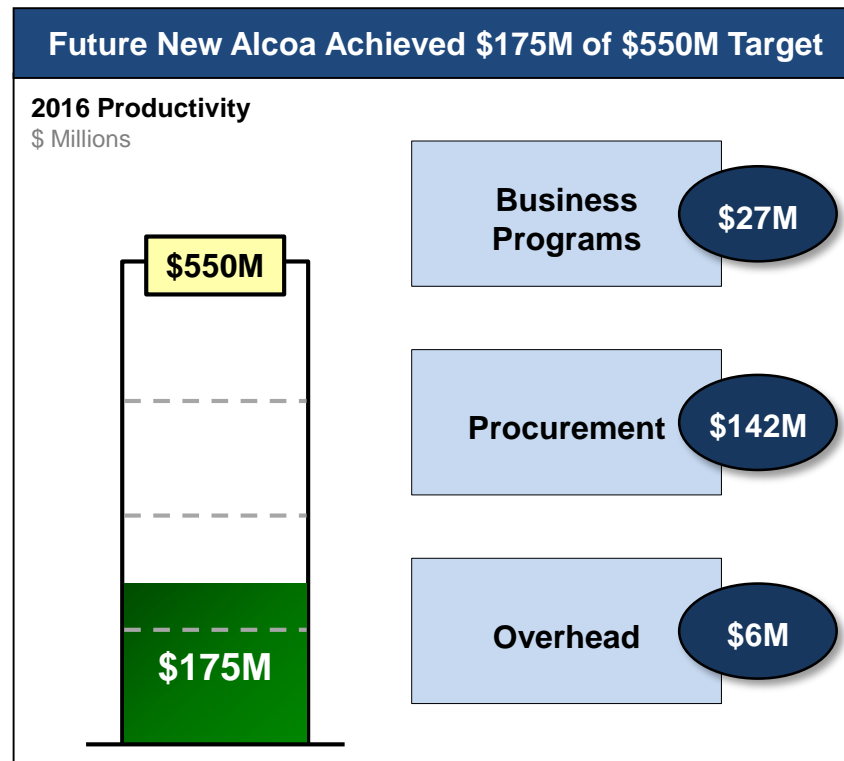 Future New Alcoa Achieved $175M of $550M Target
2016 Productivity
$ Millions
$550M
$175M
Business
Programs
$27M
Procurement
$142M
Overhead
$6M